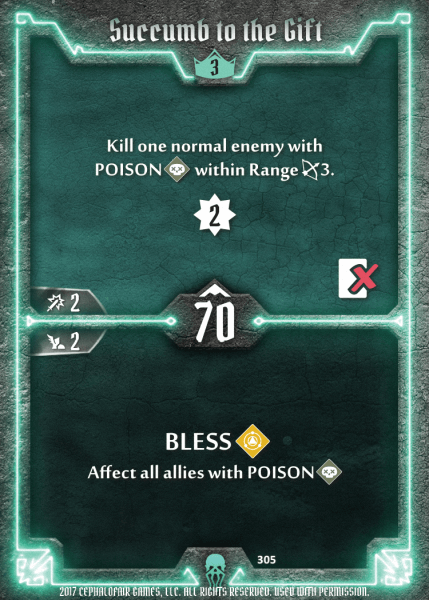 Succumb to the Gift
3
Kill one normal enemy with
POISON within Range 3.
2
2
70
2
BLESS
Affect all allies with POISON
305
2017 CEPHALOFAIR GAMES, LLC. ALL RIGHTS RESERVED. USED WITH PERMISSION.